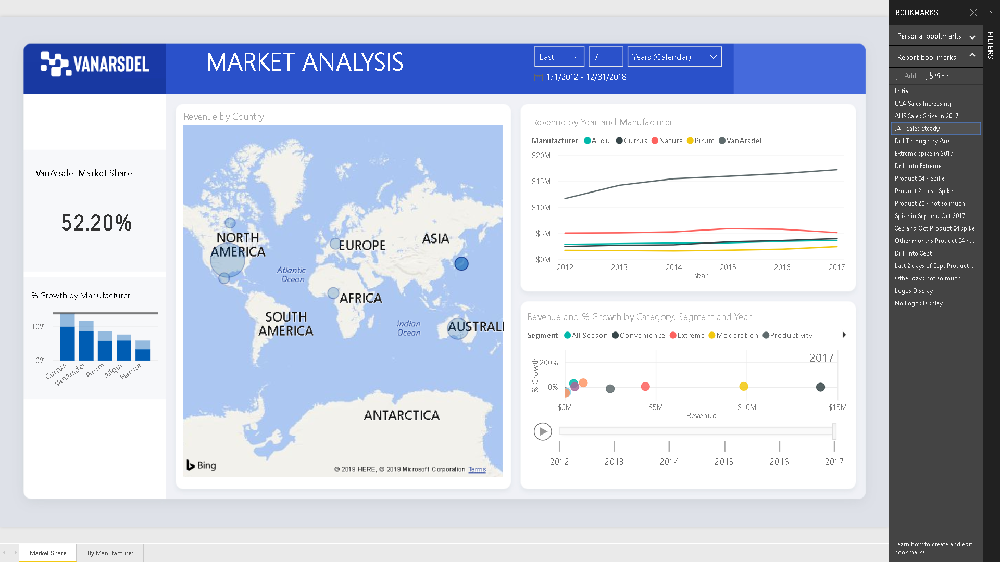 VANARSDEL
MARKET ANALYSIS
Last
7
Years (Calendar)
1/1/2012 - 12/31/2018
VanArsdel Market Share
52.20%
% Growth by Manufacturer
10%
0%
Currus
VanArsdel
Pirum
Aliqui
Natura
Revenue by Country
NORTH
AMERICA
EUROPE
ASIA
Atlantic
Ocean
AFRICA
SOUTH
AMERICA
Indian
Ocean
AUSTRALI
ANTARCTICA
Bing
© 2019 HERE, © 2019 Microsoft Corporation Terms
Revenue by Year and Manufacturer
Manufacturer Aliqui Currus Natura Pirum VanArsdel
$20M
$15M
$10M
$5M
$0M
2012 2013 2014 2015 2016 2017
Year
Revenue and % Growth by Category, Segment and Year
Segment All Season Convenience Extreme Moderation Productivity
2017
% Growth
200%
0%
$0M $5M $10M $15M
Revenue
2012 2013 2014 2015 2016 2017
BOOKMARKS
Personal bookmarks
Report bookmarks
Add View
Initial
USA Sales Increasing
AUS Sales Spike in 2017
JAP Sales Steady
DrillThrough by Aus
Extreme spike in 2017
Drill into Extreme
Product 04 - Spike
Product 21 also Spike
Product 20 - not so much
Spike in Sep and Oct 2017
Sep and Oct Product 04 spike
Other months Product 04 n...
Drill into Sept
Last 2 days of Sept Product ...
Other days not so much
Logos Display
No Logos Display
Learn how to create and edit
bookmarks
FILTERS
Market Share
By Manufacturer